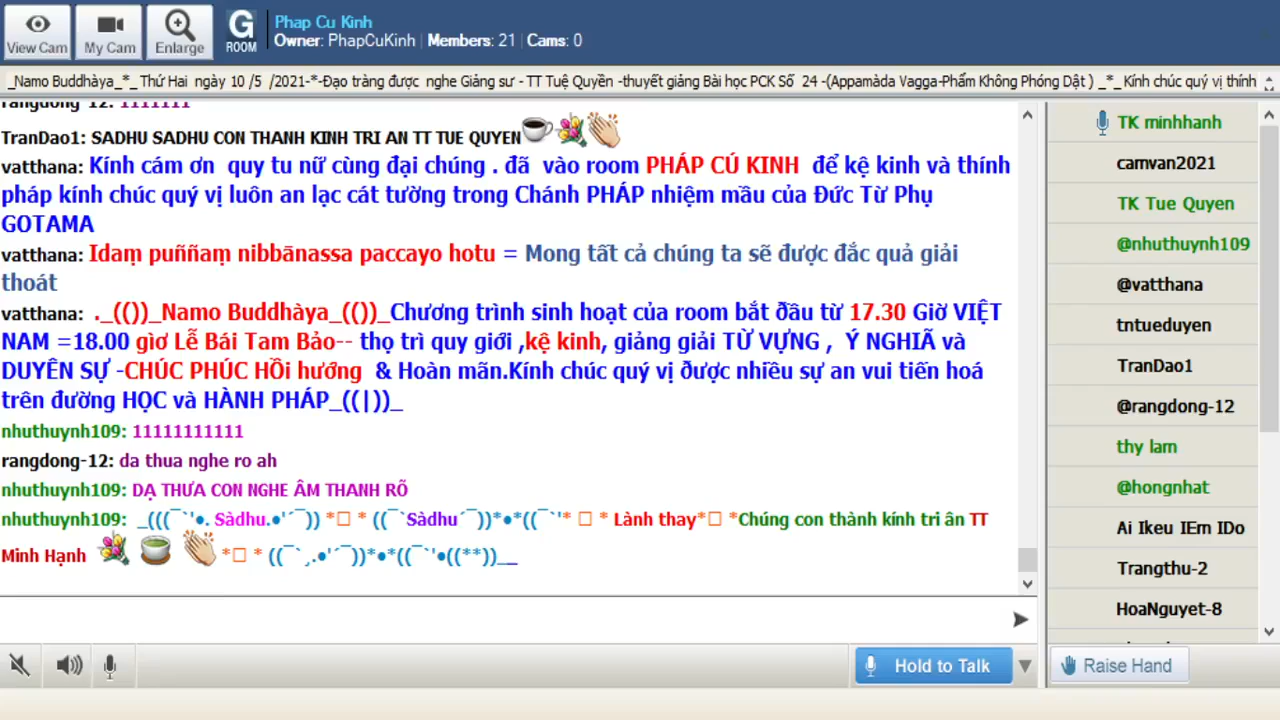 Phap Cu Kinh
Owner: PhapCuKinh | Members: 21 | Cams: 0
View Cam
My Cam
Enlarge
G
ROOM
_Namo Buddhàya_*_ Thứ Hai ngày 10 /5 /2021-*-Đạo tràng được nghe Giảng sư - TT Tuệ Quyền -thuyết giảng Bài học PCK Số 24 -(Appamàda Vagga-Phẩm Không Phóng Dật ) _*_ Kính chúc quý vị thính
rangdong-12: 1111111
TranDao1: SADHU SADHU CON THANH KINH TRI AN TT TUE QUYEN
vatthana: Kính cám ơn quy tu nữ cùng đại chúng . đã vào room PHÁP CÚ KINH để kệ kinh và thính
pháp kính chúc quý vị luôn an lạc cát tường trong Chánh PHÁP nhiệm mầu của Đức Từ Phụ
GOTAMA
vatthana: Idaṃ puññaṃ nibbānassa paccayo hotu = Mong tất cả chúng ta sẽ được đắc quả giải
thoát
vatthana: ._(())_Namo Buddhàya_(())_Chương trình sinh hoạt của room bắt ðầu từ 17.30 Giờ VIỆT
NAM =18.00 gìơ Lễ Bái Tam Bảo-- thọ trì quy giới ,kệ kinh, giảng giải TỪ VỰNG , Ý NGHIÃ và
DUYÊN SỰ -CHÚC PHÚC HỒi hướng & Hoàn mãn.Kính chúc quý vị ðược nhiều sự an vui tiến hoá
trên đường HỌC và HÀNH PHÁP_((|))_
nhuthuynh109: 11111111111
rangdong-12: da thua nghe ro ah
nhuthuynh109: DẠ THƯA CON NGHE ÂM THANH RÕ
nhuthuynh109: _(((¯`'•. Sàdhu.•'´¯)) *□ * ((¯`Sàdhu´¯))*•*((¯`'* □ * Lành thay*□ *Chúng con thành kính tri ân TT
Minh Hạnh *□ * ((¯`¸.•'´¯))*•*((¯`'•((**))__
TK minhhanh
camvan2021
TK Tue Quyen
@nhuthuynh109
@vatthana
tntueduyen
TranDao1
@rangdong-12
thy lam
@hongnhat
Ai Ikeu IEm IDo
Trangthu-2
HoaNguyet-8
Hold to Talk
Raise Hand